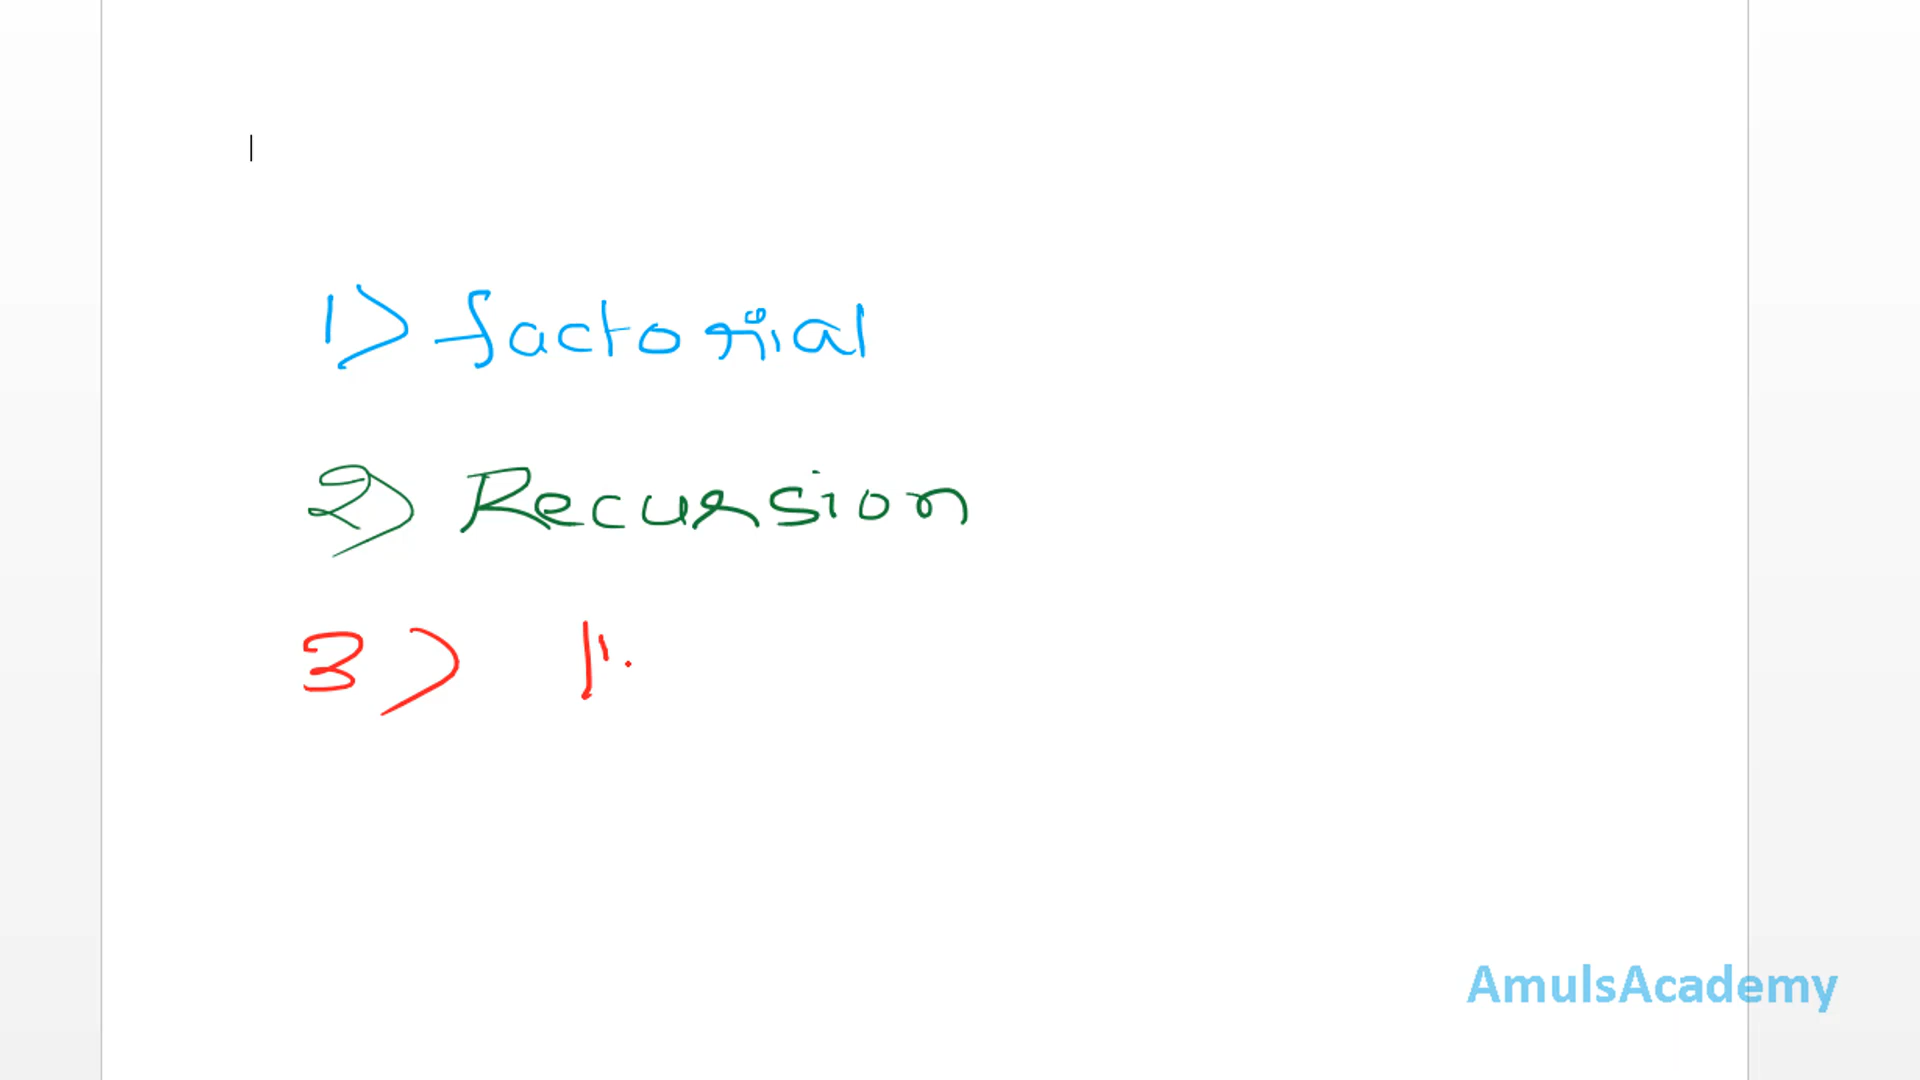 1) factorial
2) Recursion
3)
AmulsAcademy